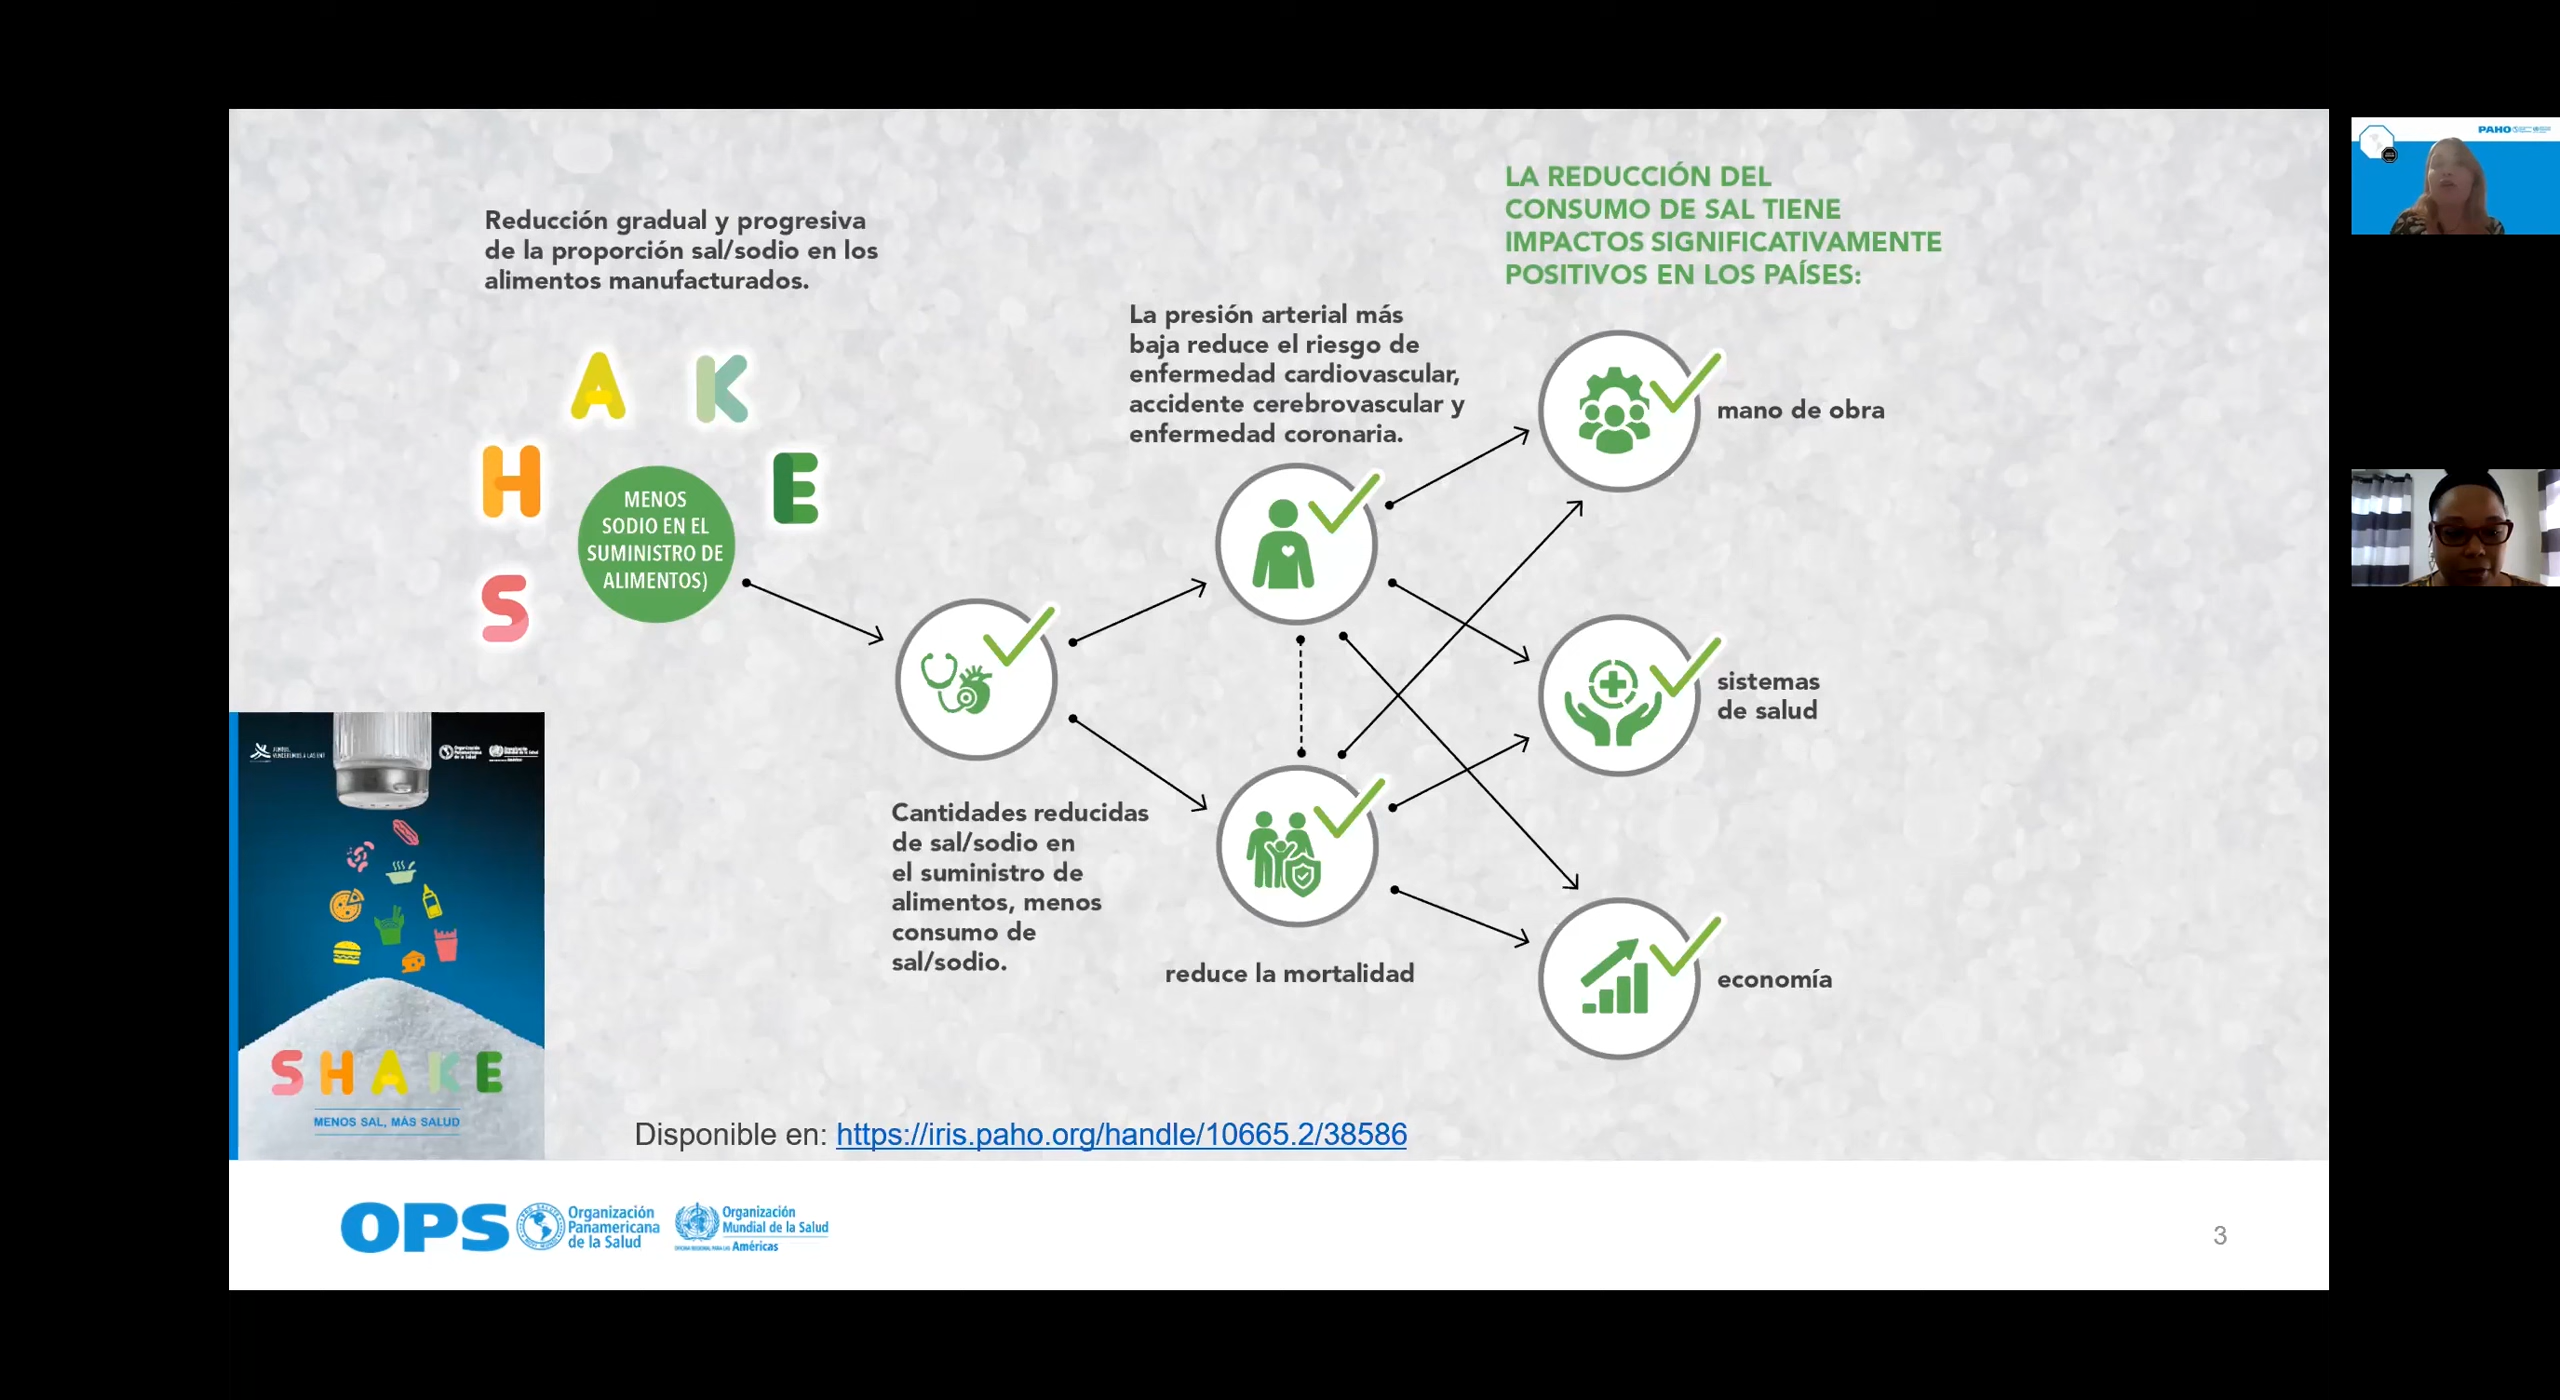 Reducción gradual y progresiva
de la proporción sal/sodio en los
alimentos manufacturados.
S
H
A
K
E
MENOS
SODIO EN EL
SUMINISTRO DE
ALIMENTOS)
Cantidades reducidas
de sal/sodio en
el suministro de
alimentos, menos
consumo de
sal/sodio.
La presión arterial más
baja reduce el riesgo de
enfermedad cardiovascular,
accidente cerebrovascular y
enfermedad coronaria.
reduce la mortalidad
LA REDUCCIÓN DEL
CONSUMO DE SAL TIENE
IMPACTOS SIGNIFICATIVAMENTE
POSITIVOS EN LOS PAÍSES:
mano de obra
sistemas
de salud
economía
SHAKE
MENOS SAL, MÁS SALUD
Disponible en: https://iris.paho.org/handle/10665.2/38586
OPS
Organización
Panamericana
de la Salud
Organización
Mundial de la Salud
Américas
3
PAHO